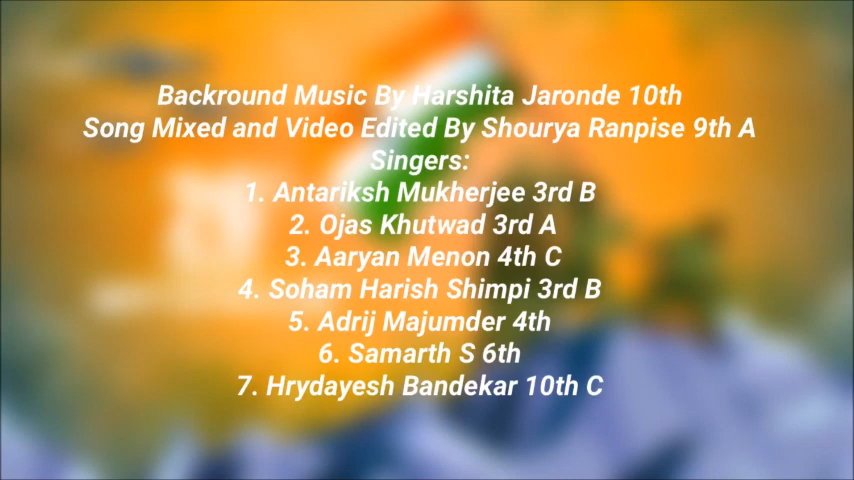 Backround Music By Harshita Jaronde 10th
Song Mixed and Video Edited By Shourya Ranpise 9th A
Singers:
1. Antariksh Mukherjee 3rd B
2. Ojas Khutwad 3rd A
3. Aaryan Menon 4th C
4. Soham Harish Shimpi 3rd B
5. Adrij Majumder 4th
6. Samarth S 6th
7. Hrydayesh Bandekar 10th C